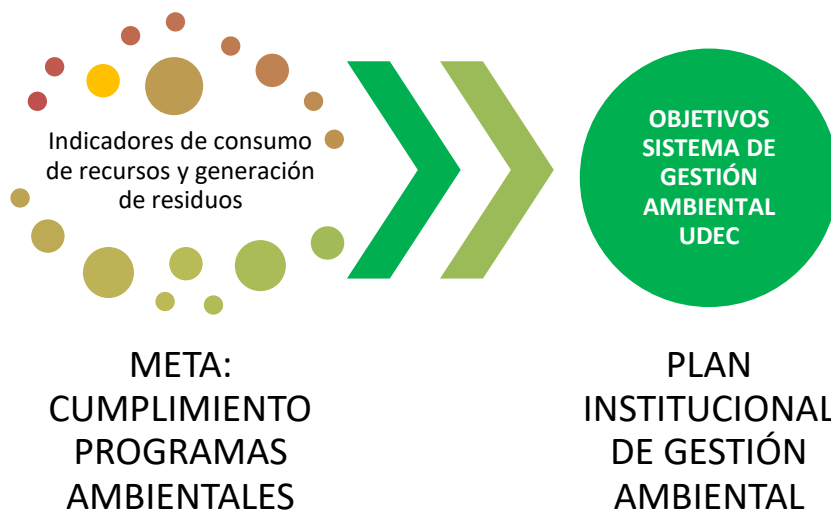 Indicadores de consumo
de recursos y generación
de residuos
OBJETIVOS
SISTEMA DE
GESTIÓN
AMBIENTAL
UDEC
META:
CUMPLIMIENTO
PROGRAMAS
AMBIENTALES
PLAN
INSTITUCIONAL
DE GESTIÓN
AMBIENTAL